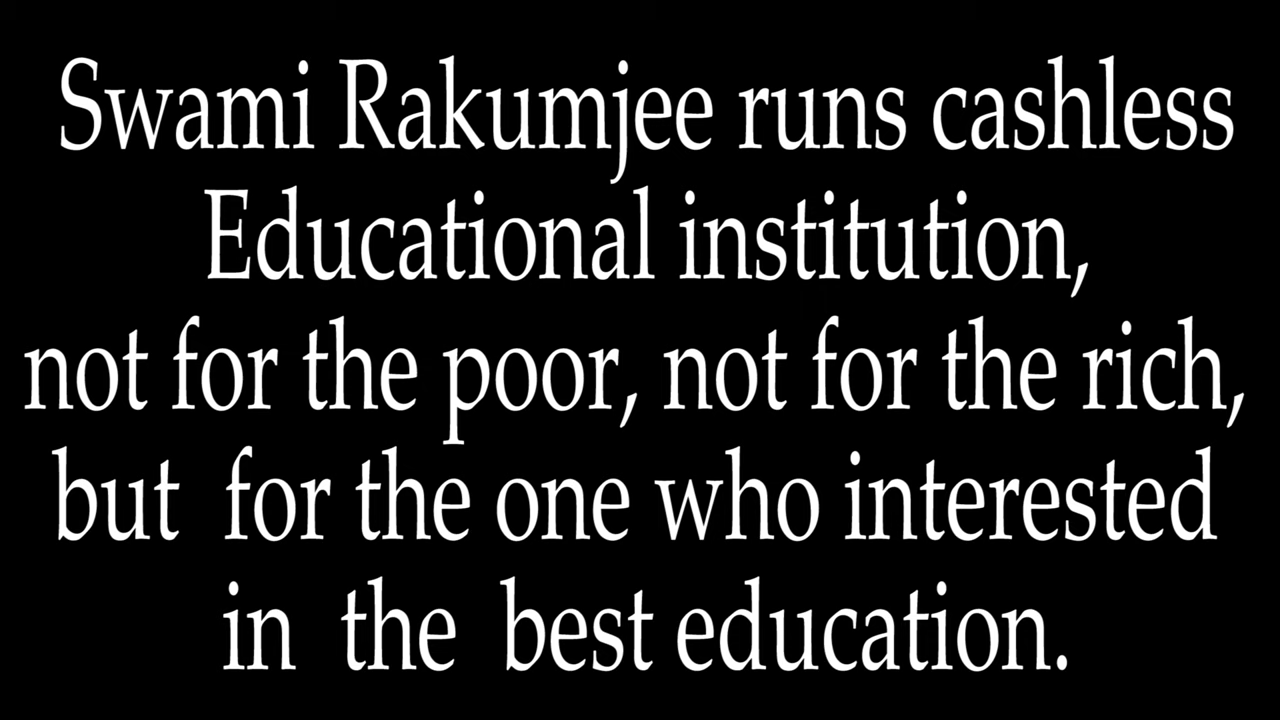 Swami Rakumjee runs cashless
Educational institution,
not for the poor, not for the rich,
but for the one who interested
in the best education.